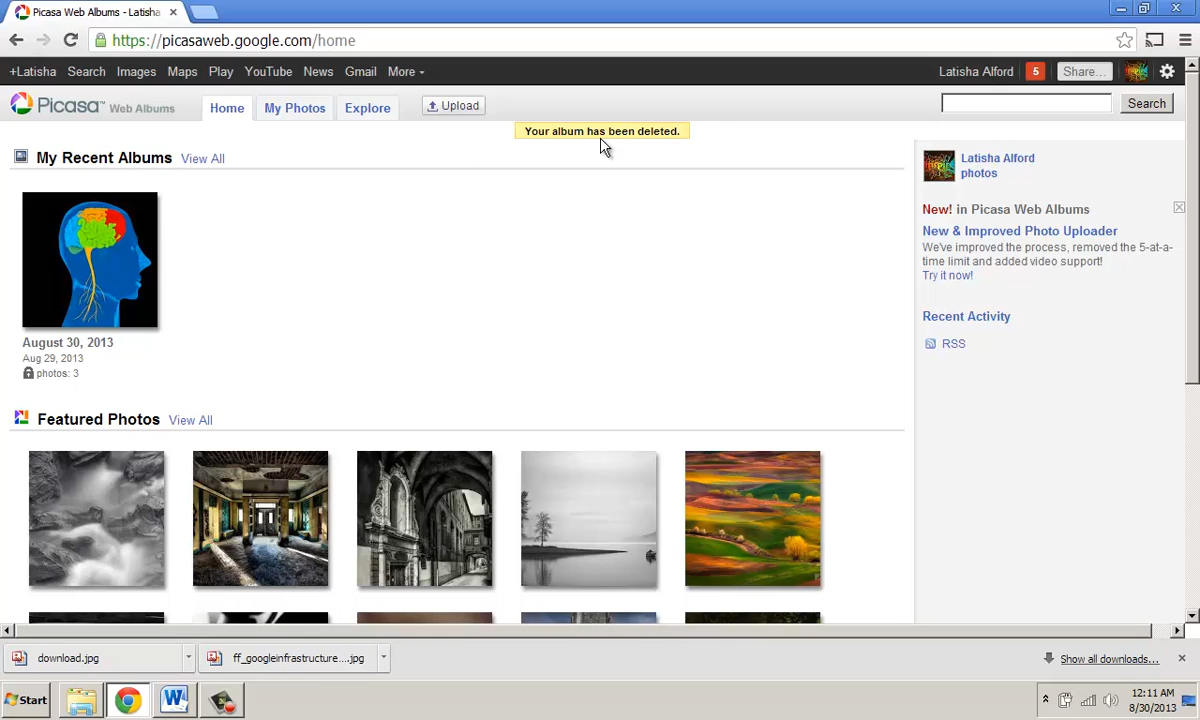 Picasa Web Albums - Latisha
https://picasaweb.google.com/home
+Latisha Search Images Maps Play YouTube News Gmail More
Latisha Alford 5 Share...
Picasa™ Web Albums Home My Photos Explore Upload Search
Your album has been deleted.
My Recent Albums View All
August 30, 2013
Aug 29, 2013
photos: 3
Featured Photos View All
Latisha Alford
photos
New! in Picasa Web Albums
New & Improved Photo Uploader
We've improved the process, removed the 5-at-a-
time limit and added video support!
Try it now!
Recent Activity
RSS
download.jpg ff_googleinfrastructure....jpg Show all downloads...
Start
12:11 AM
8/30/2013